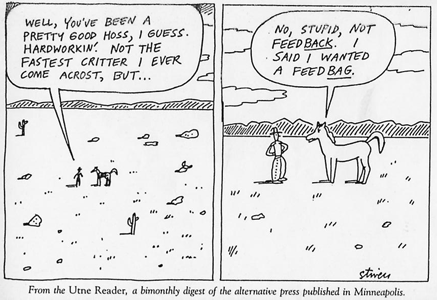 WELL, YOU'VE BEEN A
PRETTY GOOD HOSS, I GUESS.
HARDWORKIN'. NOT THE
FASTEST CRITTER I EVER
COME ACROST, BUT...
NO, STUPID, NOT
FEEDBACK. I
SAID I WANTED
A FEEDBAG.
From the Utne Reader, a bimonthly digest of the alternative press published in Minneapolis.